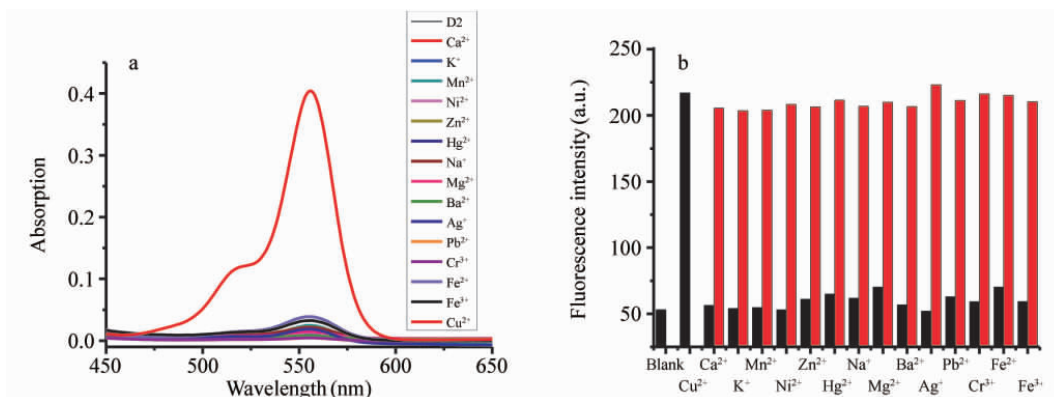 a
D2
Ca²⁺
K⁺
Mn²⁺
Ni²⁺
Zn²⁺
Hg²⁺
Na⁺
Mg²⁺
Ba²⁺
Ag⁺
Pb²⁺
Cr³⁺
Fe²⁺
Fe³⁺
Cu²⁺
Absorption
0.4
0.3
0.2
0.1
0.0
450 500 550 600 650
Wavelength (nm)
b
Fluorescence intensity (a.u.)
250
200
150
100
50
Blank Ca²⁺ Mn²⁺ Zn²⁺ Na⁺ Ba²⁺ Pb²⁺ Fe²⁺
Cu²⁺ K⁺ Ni²⁺ Hg²⁺ Mg²⁺ Ag⁺ Cr³⁺ Fe³⁺